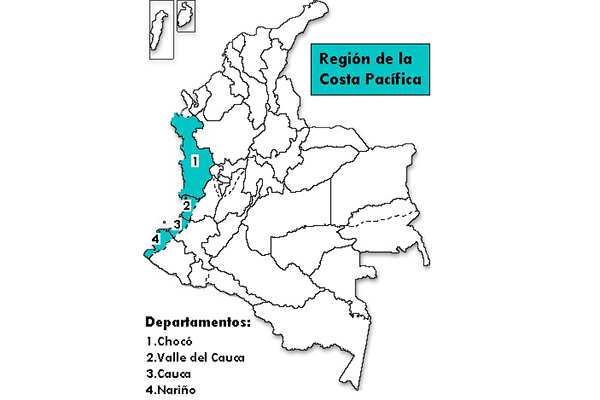 Región de la
Costa Pacífica
1
2
3
4
Departamentos:
1.Chocó
2.Valle del Cauca
3.Cauca
4.Nariño